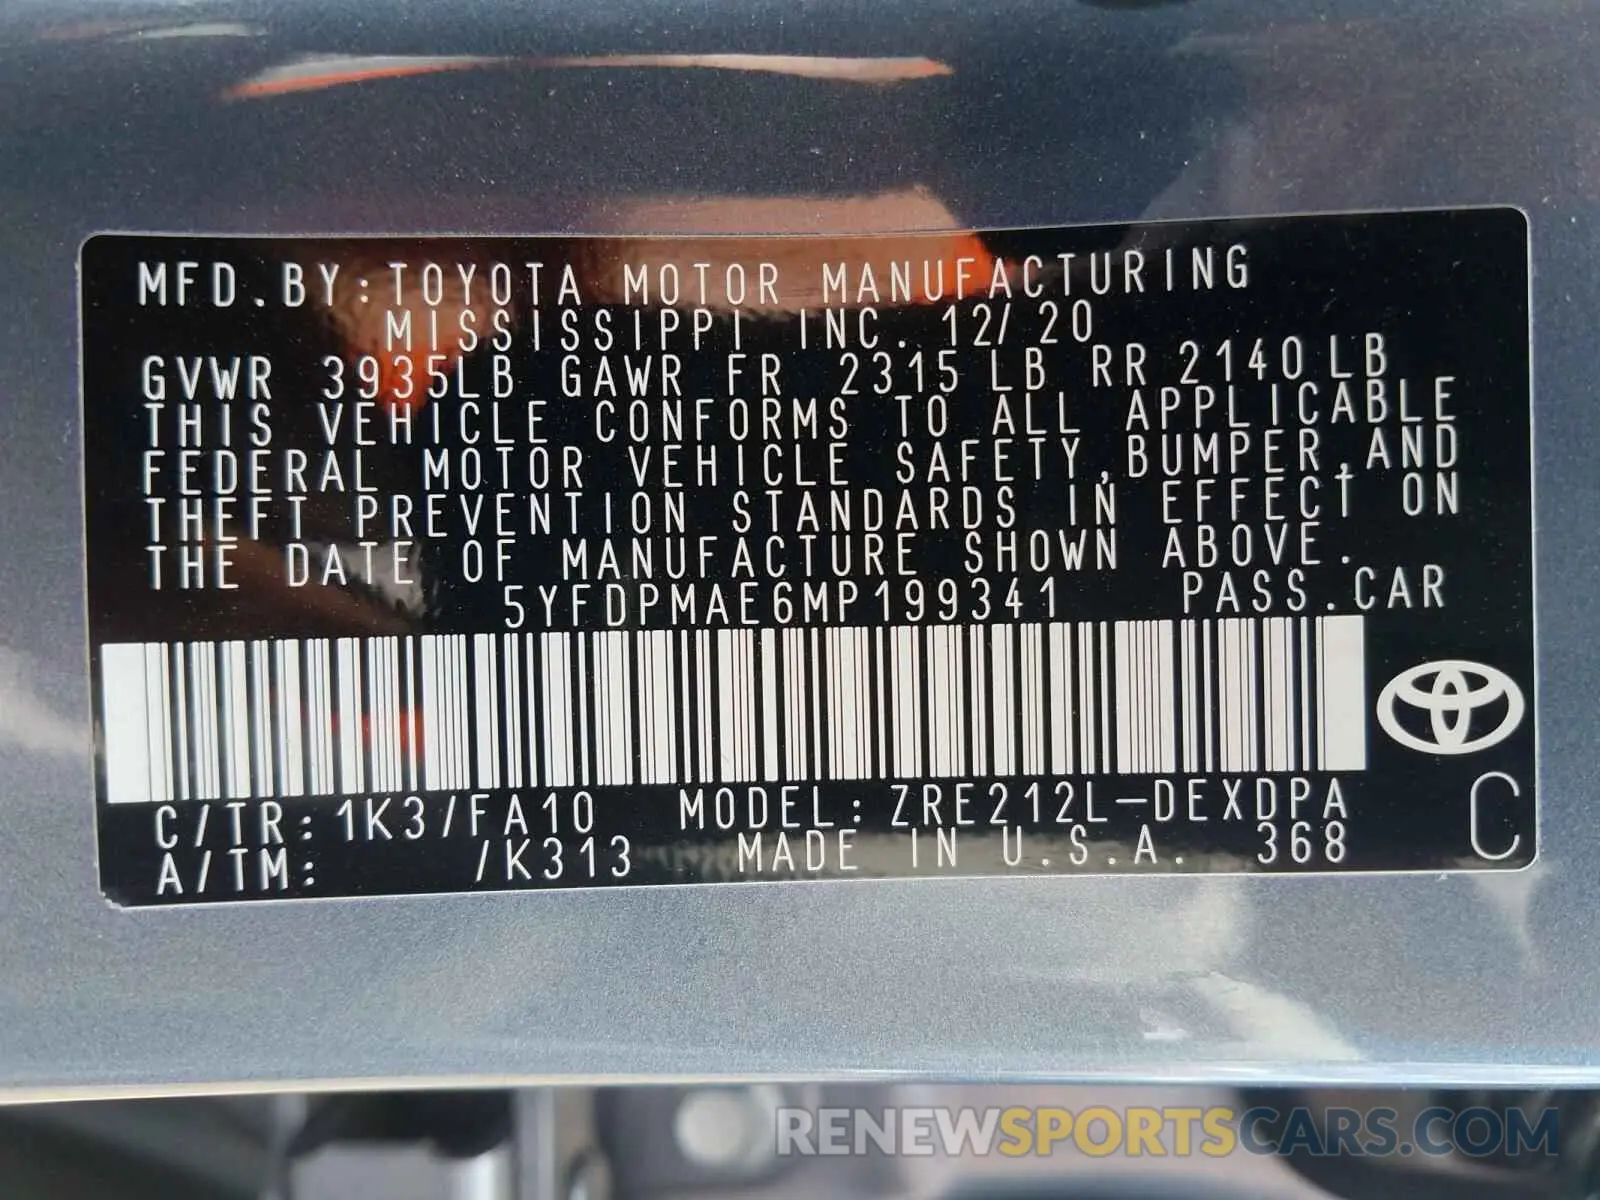 MFD.BY:TOYOTA MOTOR MANUFACTURING
MISSISSIPPI INC. 12/20
GVWR 3935LB GAWR FR 2315LB RR 2140LB
THIS VEHICLE CONFORMS TO ALL APPLICABLE
FEDERAL MOTOR VEHICLE SAFETY,BUMPER,AND
THEFT PREVENTION STANDARDS IN EFFECT ON
THE DATE OF MANUFACTURE SHOWN ABOVE.
5YFDPMAE6MP199341 PASS.CAR
C/TR:1K3/FA10 MODEL:ZRE212L-DEXDPA
A/TM: /K313 MADE IN U.S.A. 368 C
RENEWSPORTSCARS.COM